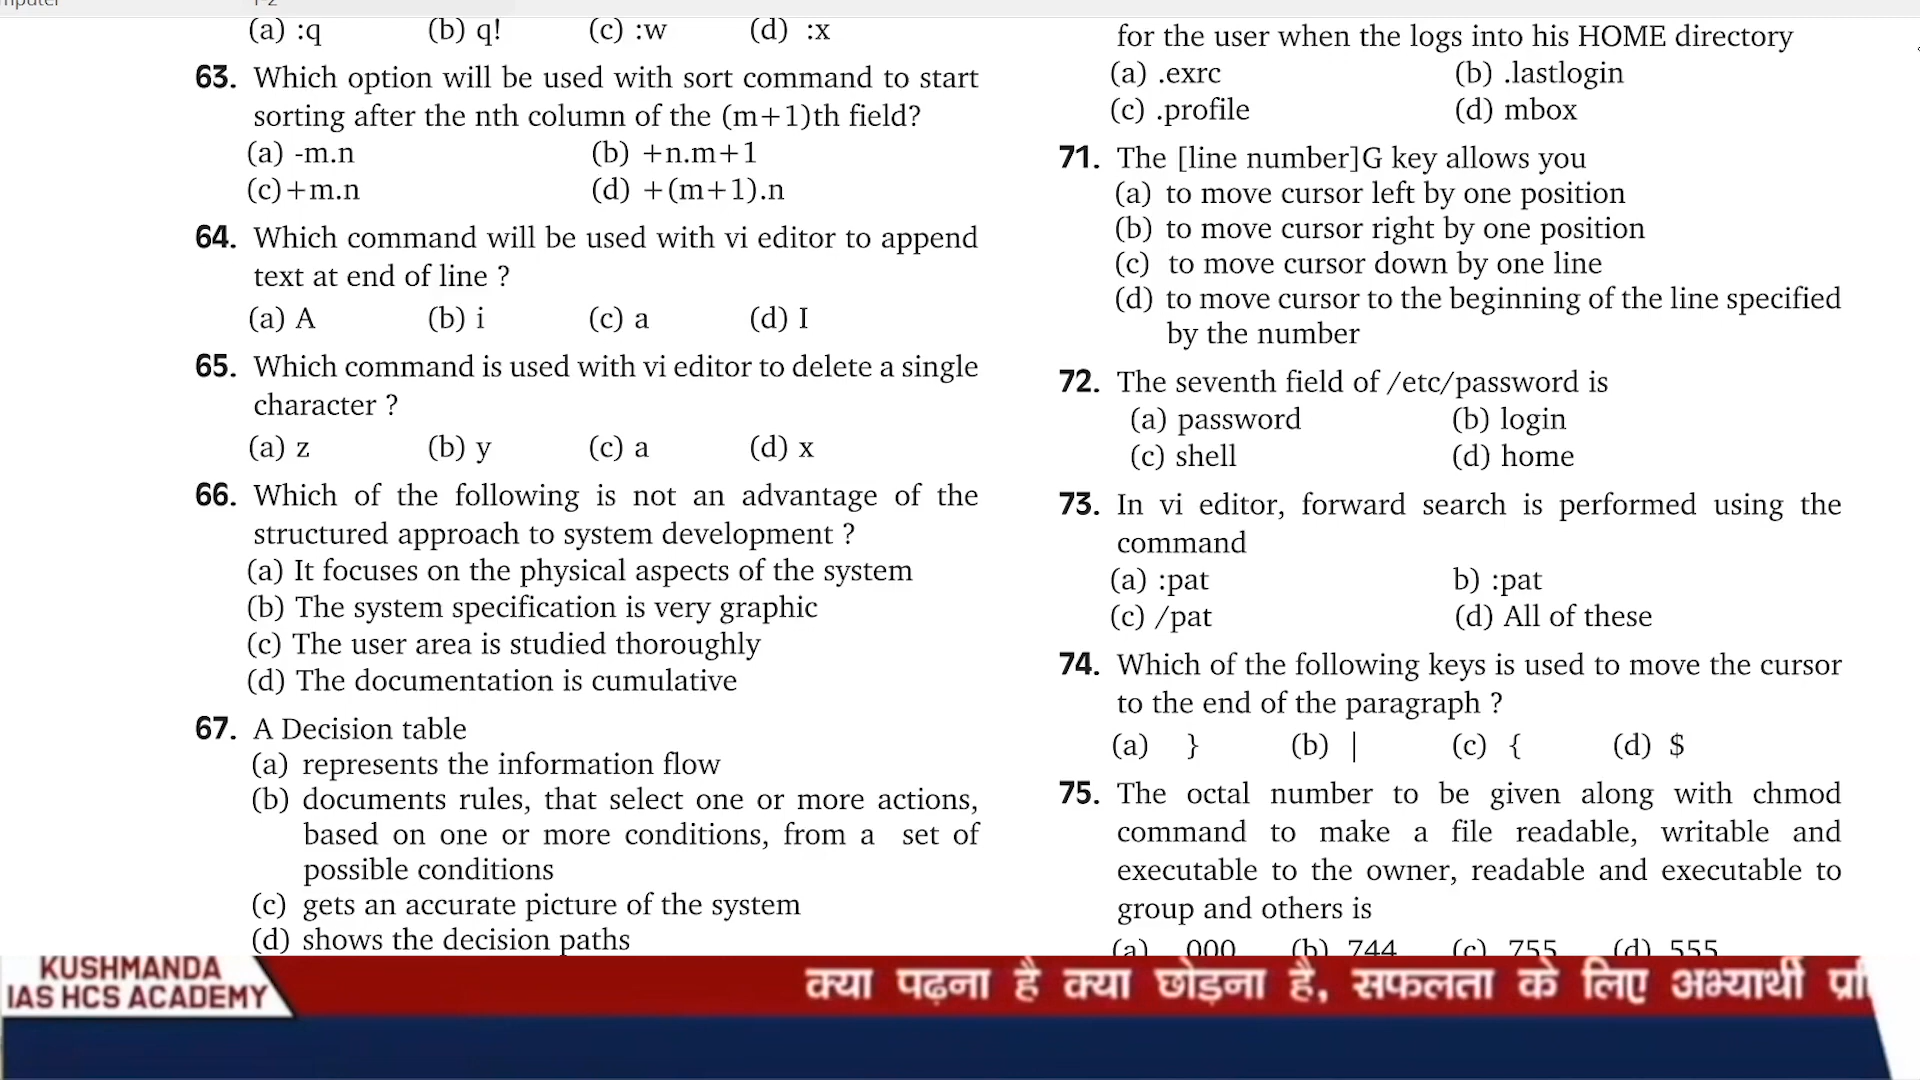 (a) :q (b) q! (c) :w (d) :x
63. Which option will be used with sort command to start
sorting after the nth column of the (m+1)th field?
(a) -m.n (b) +n.m+1
(c)+m.n (d) +(m+1).n
64. Which command will be used with vi editor to append
text at end of line ?
(a) A (b) i (c) a (d) I
65. Which command is used with vi editor to delete a single
character ?
(a) z (b) y (c) a (d) x
66. Which of the following is not an advantage of the
structured approach to system development ?
(a) It focuses on the physical aspects of the system
(b) The system specification is very graphic
(c) The user area is studied thoroughly
(d) The documentation is cumulative
67. A Decision table
(a) represents the information flow
(b) documents rules, that select one or more actions,
based on one or more conditions, from a set of
possible conditions
(c) gets an accurate picture of the system
(d) shows the decision paths
for the user when the logs into his HOME directory
(a) .exrc (b) .lastlogin
(c) .profile (d) mbox
71. The [line number]G key allows you
(a) to move cursor left by one position
(b) to move cursor right by one position
(c) to move cursor down by one line
(d) to move cursor to the beginning of the line specified
by the number
72. The seventh field of /etc/password is
(a) password (b) login
(c) shell (d) home
73. In vi editor, forward search is performed using the
command
(a) :pat b) :pat
(c) /pat (d) All of these
74. Which of the following keys is used to move the cursor
to the end of the paragraph ?
(a) } (b) | (c) { (d) $
75. The octal number to be given along with chmod
command to make a file readable, writable and
executable to the owner, readable and executable to
group and others is
(a) 000 (b) 744 (c) 755 (d) 555
KUSHMANDA
IAS HCS ACADEMY
क्या पढ़ना है क्या छोड़ना है, सफलता के लिए अभ्यार्थी